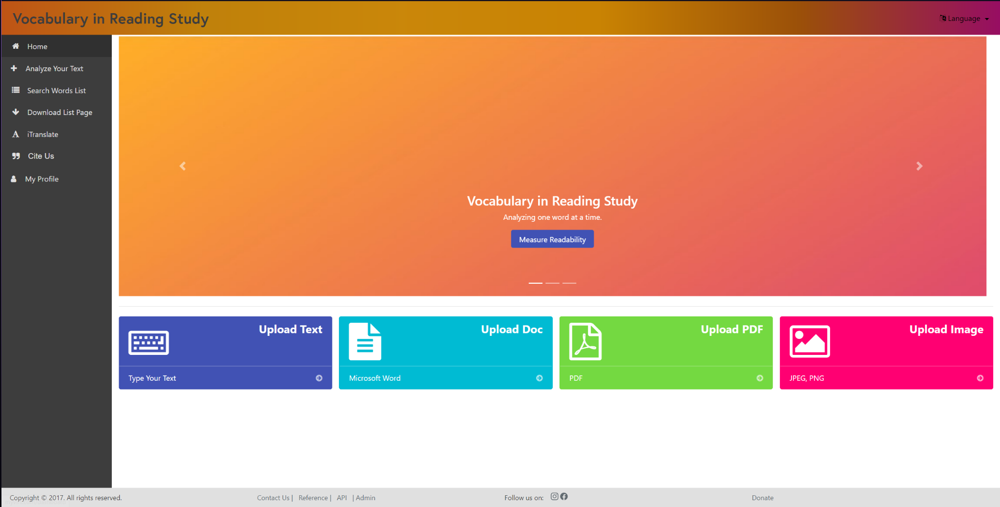 Vocabulary in Reading Study
Language
Home
Analyze Your Text
Search Words List
Download List Page
iTranslate
Cite Us
My Profile
Vocabulary in Reading Study
Analyzing one word at a time.
Measure Readability
Upload Text
Type Your Text
Upload Doc
Microsoft Word
Upload PDF
PDF
Upload Image
JPEG, PNG
Copyright © 2017. All rights reserved.
Contact Us | Reference | API | Admin
Follow us on:
Donate